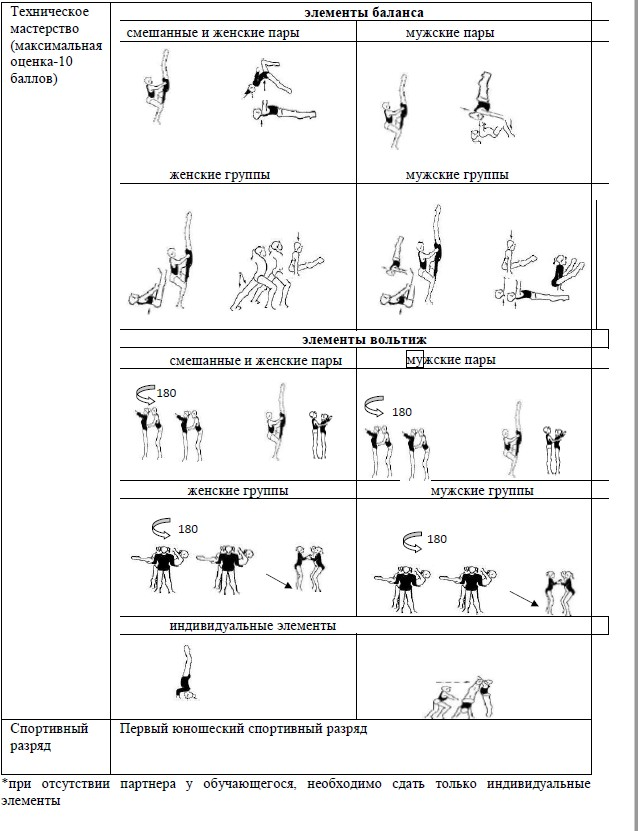 Техническое
мастерство
(максимальная
оценка-10
баллов)
элементы баланса
смешанные и женские пары
мужские пары
женские группы
мужские группы
элементы вольтиж
смешанные и женские пары
мужские пары
180
180
женские группы
мужские группы
180
180
индивидуальные элементы
Спортивный
разряд
Первый юношеский спортивный разряд
*при отсутствии партнера у обучающегося, необходимо сдать только индивидуальные
элементы